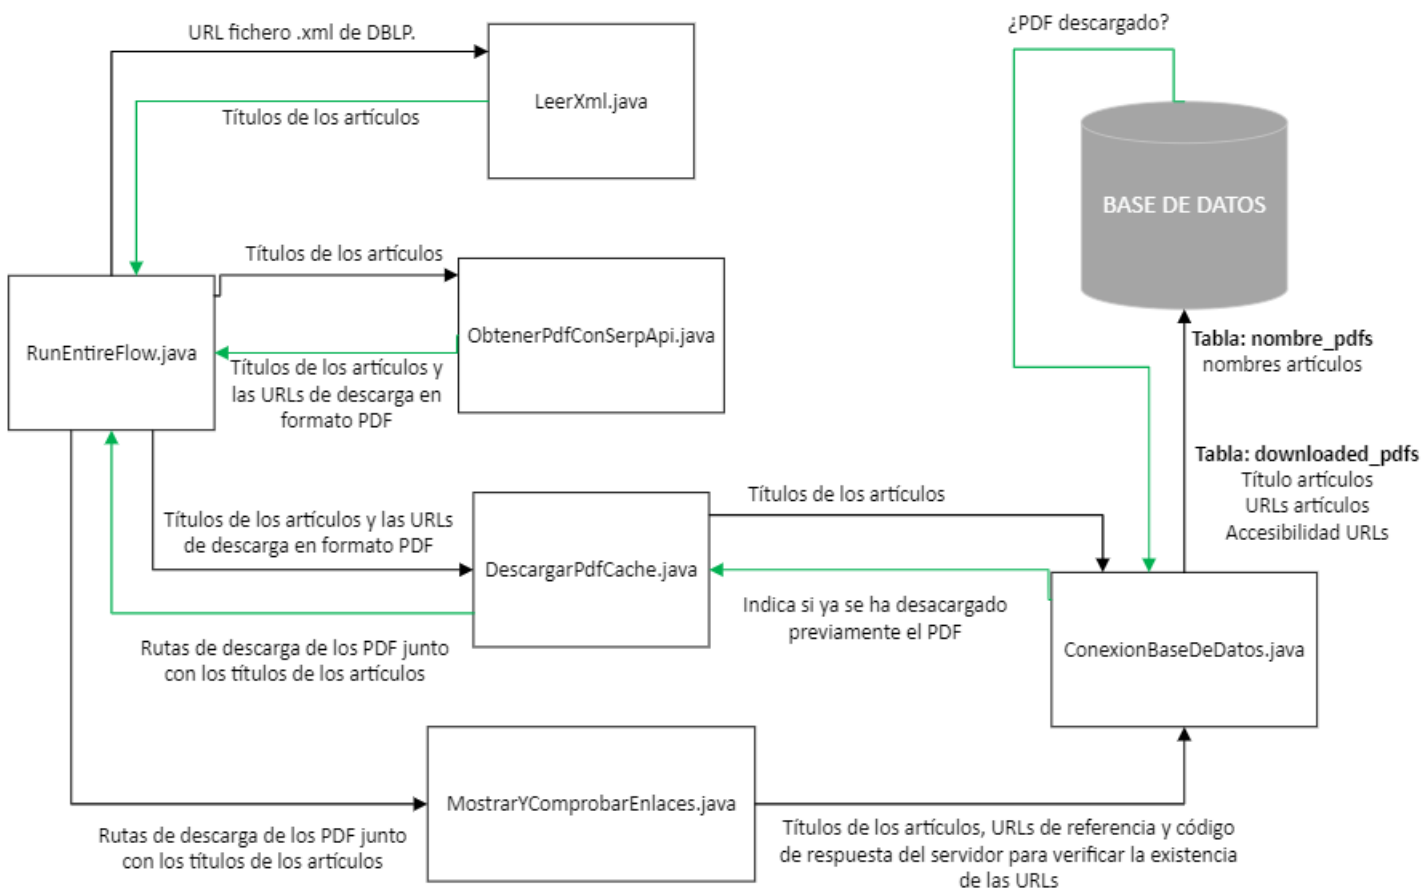 URL fichero .xml de DBLP.
¿PDF descargado?
LeerXml.java
Títulos de los artículos
BASE DE DATOS
Títulos de los artículos
RunEntireFlow.java
ObtenerPdfConSerpApi.java
Títulos de los artículos y
las URLs de descarga en
formato PDF
Tabla: nombre_pdfs
nombres artículos
Tabla: downloaded_pdfs
Título artículos
URLs artículos
Accesibilidad URLs
Títulos de los artículos y las URLs
de descarga en formato PDF
Títulos de los artículos
DescargarPdfCache.java
Indica si ya se ha desacargado
previamente el PDF
ConexionBaseDeDatos.java
Rutas de descarga de los PDF junto
con los títulos de los artículos
MostrarYComprobarEnlaces.java
Rutas de descarga de los PDF junto
con los títulos de los artículos
Títulos de los artículos, URLs de referencia y código
de respuesta del servidor para verificar la existencia
de las URLs